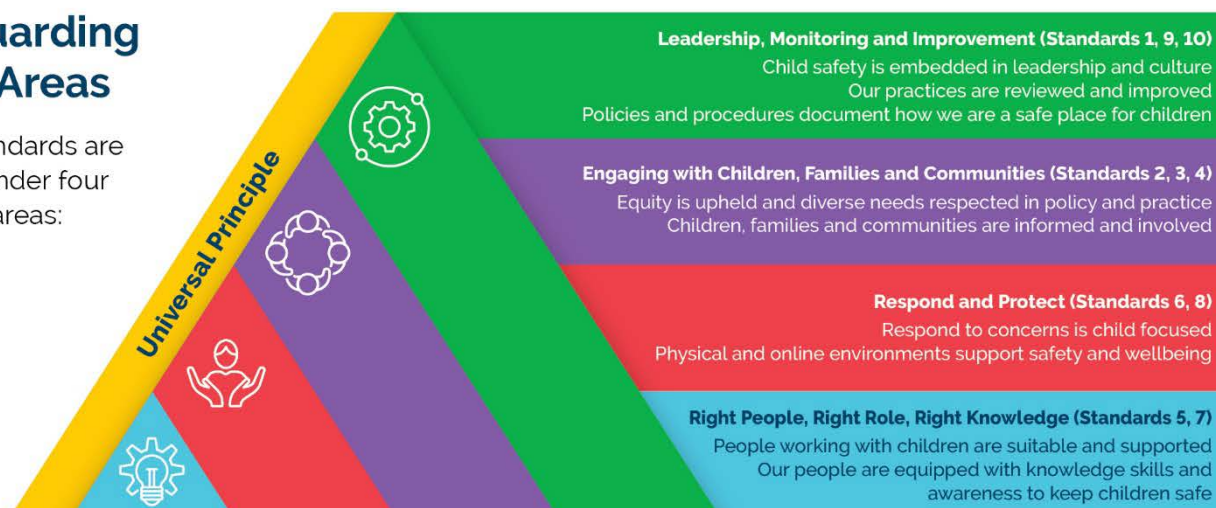 uarding
Areas
ndards are
nder four
areas:
Universal Principle
Leadership, Monitoring and Improvement (Standards 1, 9, 10)
Child safety is embedded in leadership and culture
Our practices are reviewed and improved
Policies and procedures document how we are a safe place for children
Engaging with Children, Families and Communities (Standards 2, 3, 4)
Equity is upheld and diverse needs respected in policy and practice
Children, families and communities are informed and involved
Respond and Protect (Standards 6, 8)
Respond to concerns is child focused
Physical and online environments support safety and wellbeing
Right People, Right Role, Right Knowledge (Standards 5, 7)
People working with children are suitable and supported
Our people are equipped with knowledge skills and
awareness to keep children safe